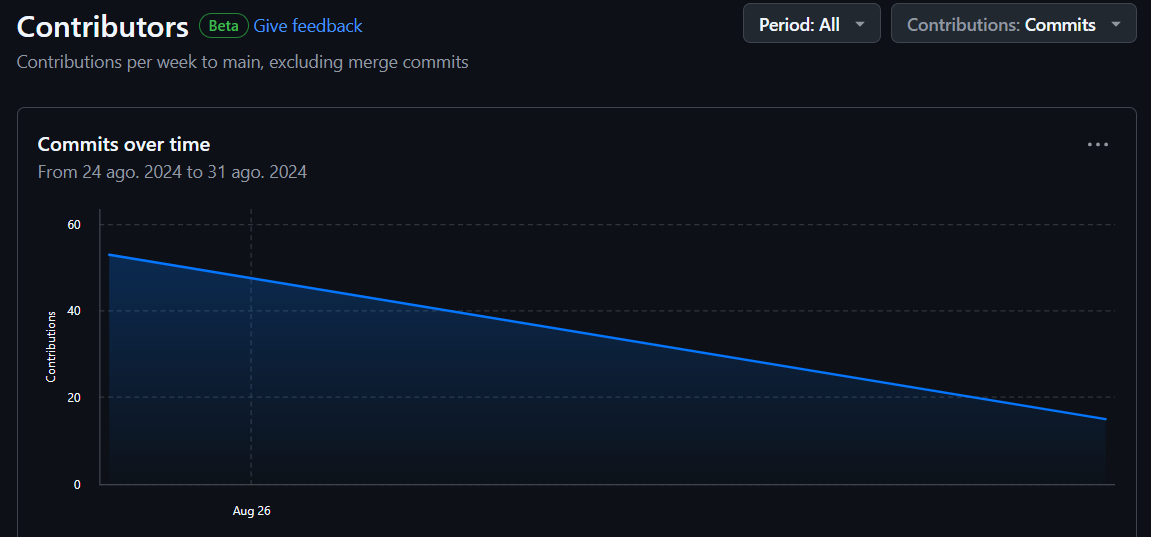 Contributors Beta Give feedback
Period: All
Contributions: Commits
Contributions per week to main, excluding merge commits
Commits over time
From 24 ago. 2024 to 31 ago. 2024
60
40
20
0
Contributions
Aug 26